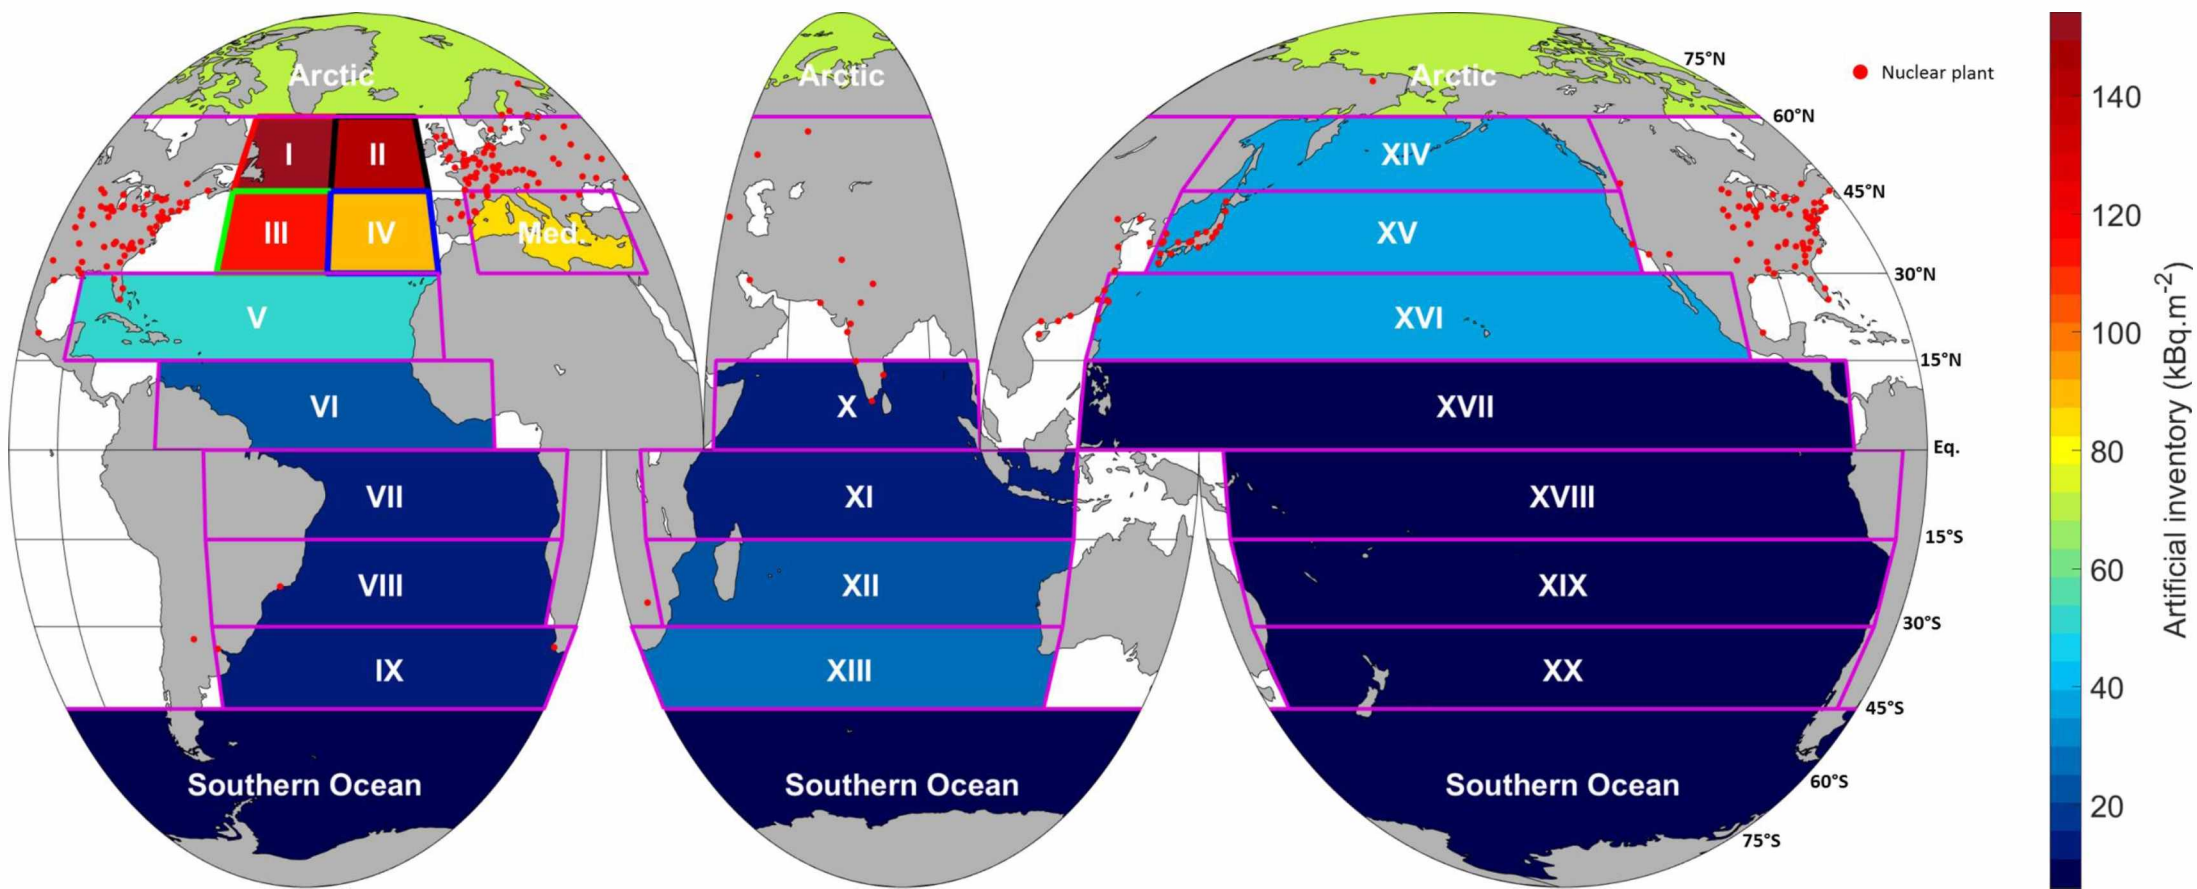 75°N
Arctic
Arctic
Arctic
Nuclear plant
140
60°N
I
II
XIV
45°N
120
III
IV
Med.
XV
30°N
V
XVI
100
15°N
VI
X
XVII
Eq.
80
VII
XI
XVIII
15°S
60
VIII
XII
XIX
30°S
IX
XIII
XX
40
45°S
Southern Ocean
Southern Ocean
Southern Ocean
60°S
20
75°S
Artificial inventory (kBq.m-2)